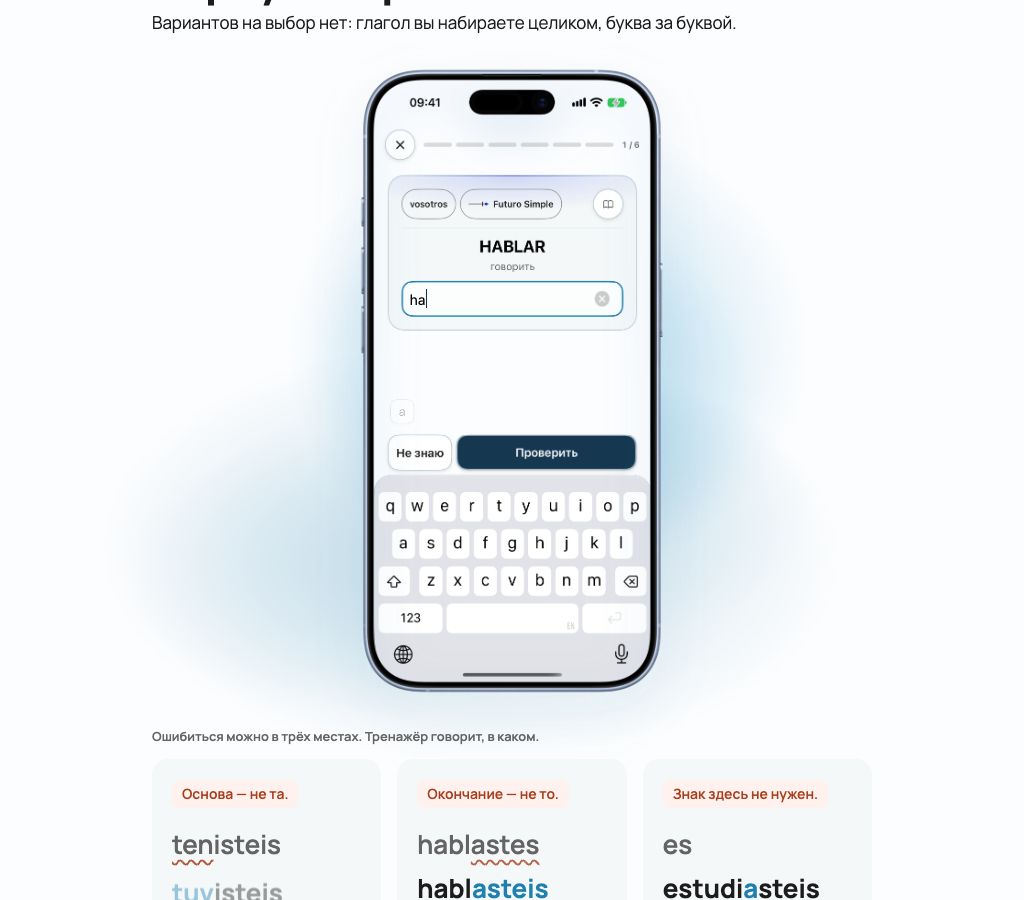 Вариантов на выбор нет: глагол вы набираете целиком, буква за буквой.
09:41
1 / 6
vosotros
Futuro Simple
HABLAR
говорить
ha
a
Не знаю
Проверить
q w e r t y u i o p
a s d f g h j k l
z x c v b n m
123
EN
Ошибиться можно в трёх местах. Тренажёр говорит, в каком.
Основа — не та.
tenisteis
tuvisteis
Окончание — не то.
hablastes
hablasteis
Знак здесь не нужен.
es
estudiasteis